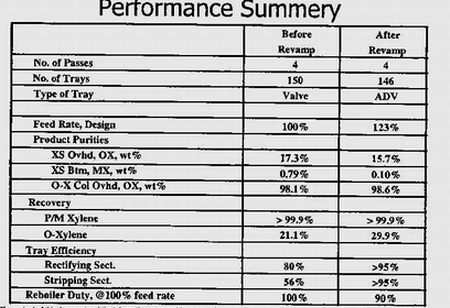 Performance Summery
Before After
Revamp Revamp
No. of Passes 4 4
No. of Trays 150 146
Type of Tray Valve ADV
Feed Rate, Design 100% 123%
Product Purities
XS Ovhd, OX, wt% 17.3% 15.7%
XS Btm, MX, wt% 0.79% 0.10%
O-X Col Ovhd, OX, wt% 98.1% 98.6%
Recovery
P/M Xylene > 99.9% > 99.9%
O-Xylene 21.1% 29.9%
Tray Efficiency
Rectifying Sect. 80% >95%
Stripping Sect. 56% >95%
Reboiler Duty, @100% feed rate 100% 90%